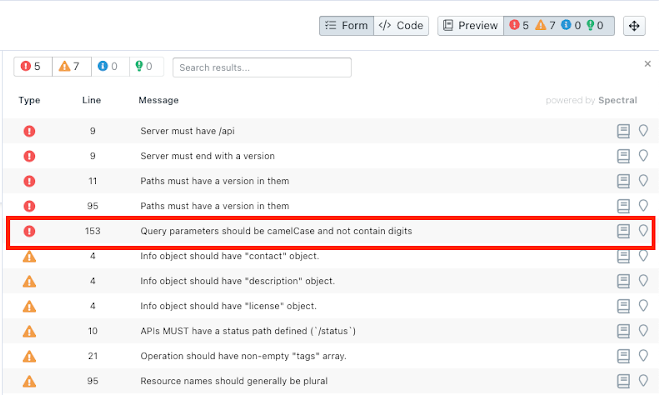 Form Code Preview 5 7 0 0
5 7 0 0 Search results...
Type Line Message powered by Spectral
9 Server must have /api
9 Server must end with a version
11 Paths must have a version in them
95 Paths must have a version in them
153 Query parameters should be camelCase and not contain digits
4 Info object should have "contact" object.
4 Info object should have "description" object.
4 Info object should have "license" object.
10 APIs MUST have a status path defined (`/status`)
21 Operation should have non-empty "tags" array.
95 Resource names should generally be plural